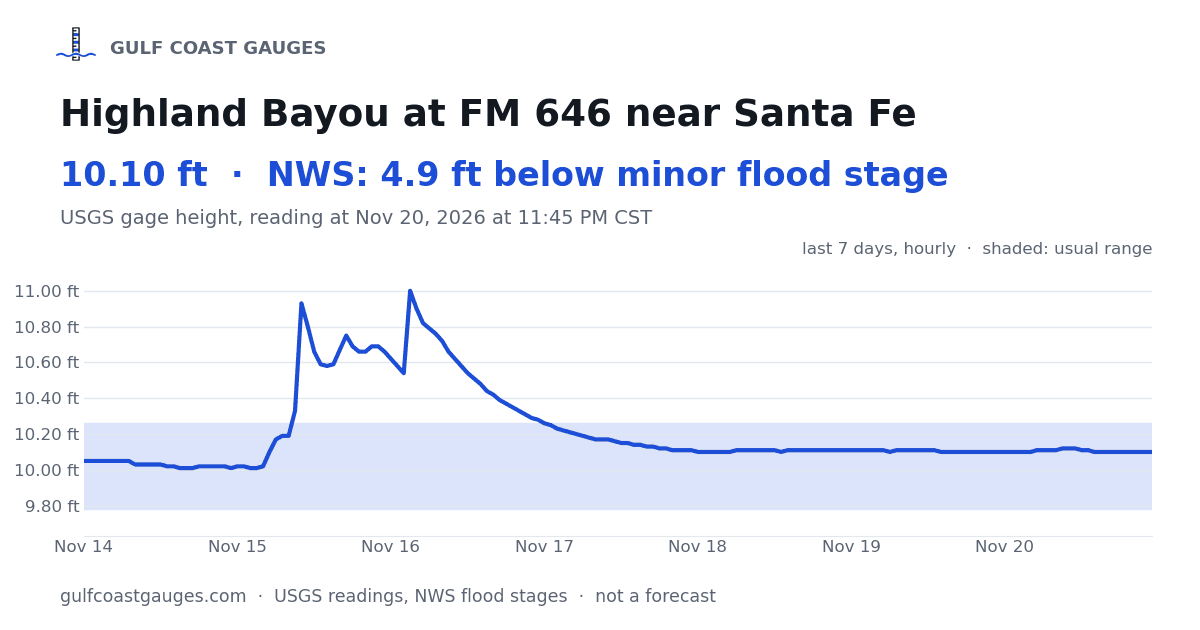 GULF COAST GAUGES
Highland Bayou at FM 646 near Santa Fe
10.10 ft · NWS: 4.9 ft below minor flood stage
USGS gage height, reading at Nov 20, 2026 at 11:45 PM CST
last 7 days, hourly · shaded: usual range
11.00 ft
10.80 ft
10.60 ft
10.40 ft
10.20 ft
10.00 ft
9.80 ft
Nov 14 Nov 15 Nov 16 Nov 17 Nov 18 Nov 19 Nov 20
gulfcoastgauges.com · USGS readings, NWS flood stages · not a forecast